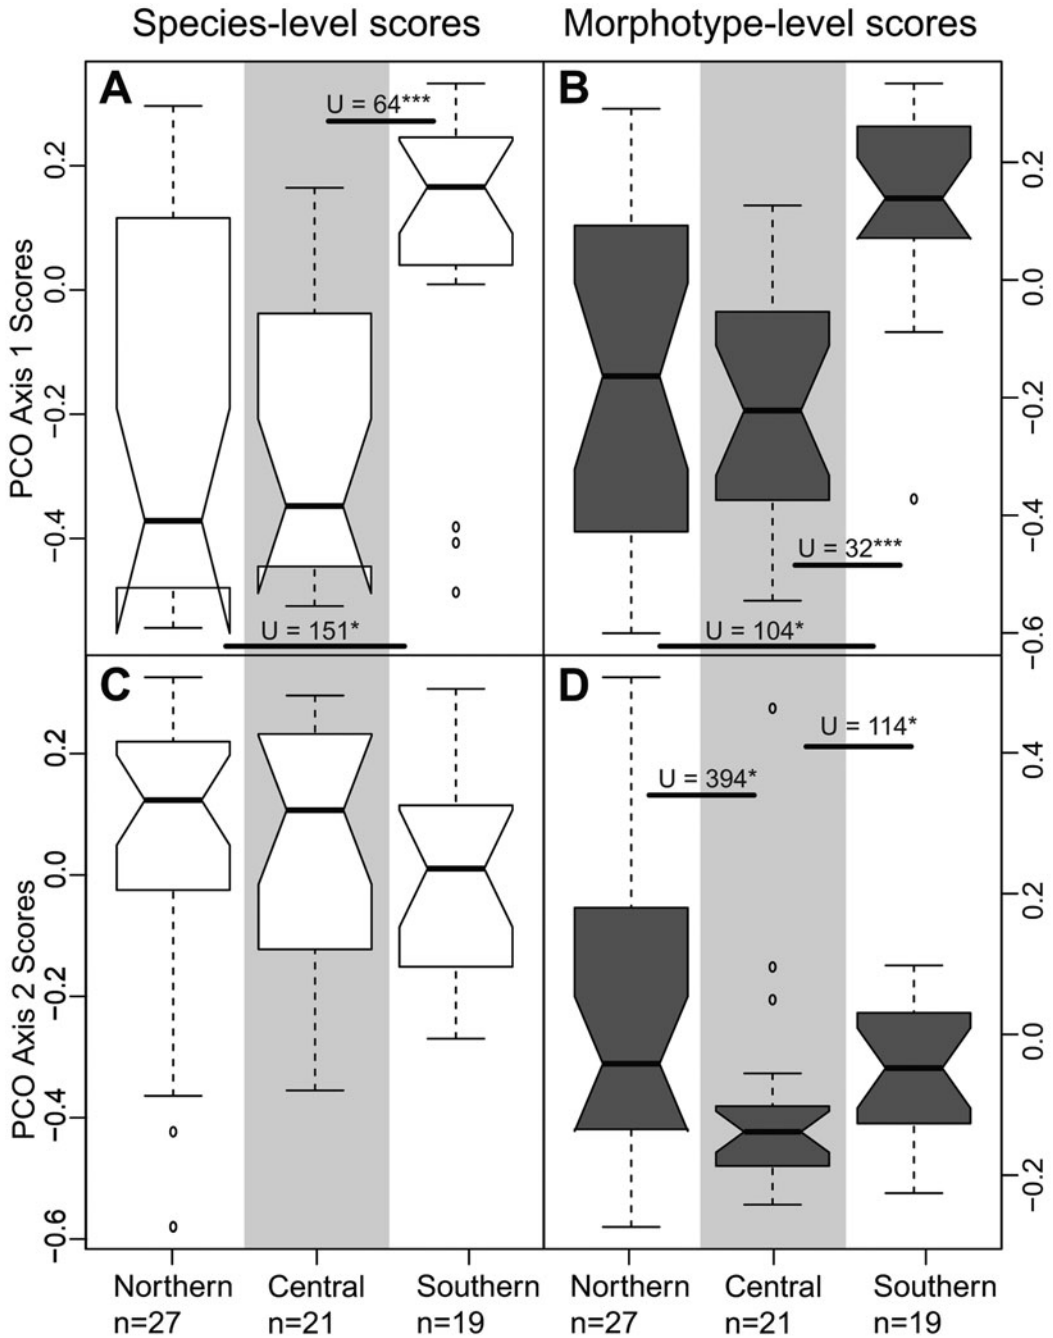 Species-level scores
Morphotype-level scores
A
U = 64***
B
PCO Axis 1 Scores
0.2
0.0
−0.2
−0.4
0.2
0.0
−0.2
−0.4
−0.6
U = 32***
U = 151*
U = 104*
C
D
U = 114*
U = 394*
PCO Axis 2 Scores
0.2
0.0
−0.2
−0.4
−0.6
0.4
0.2
0.0
−0.2
Northern
n=27
Central
n=21
Southern
n=19
Northern
n=27
Central
n=21
Southern
n=19